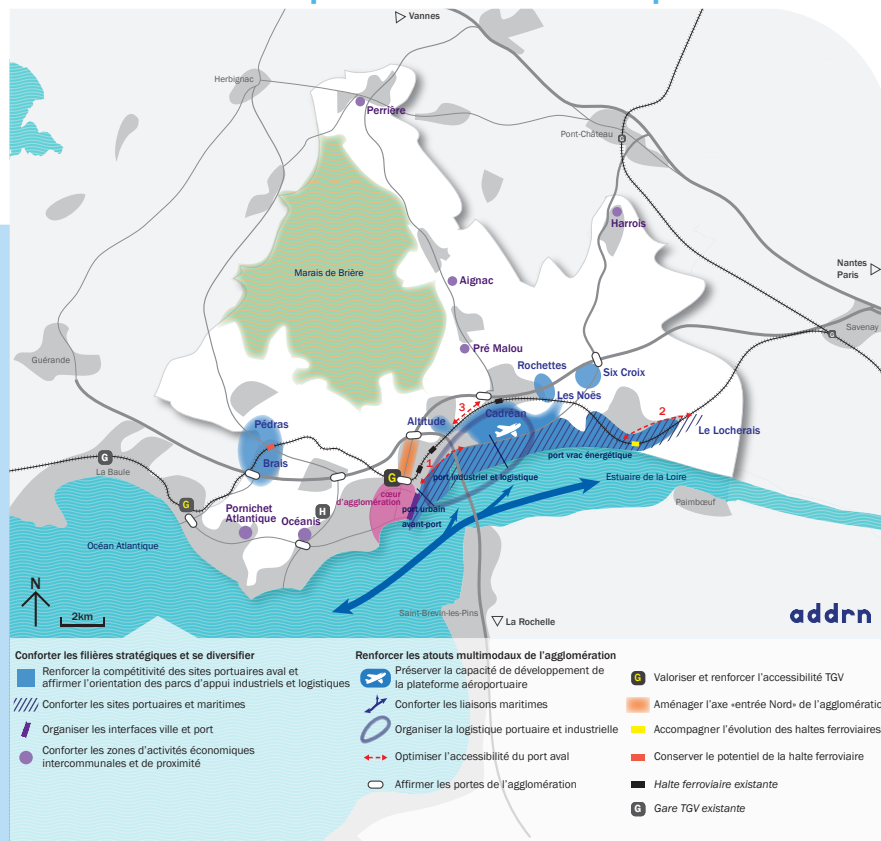 Vannes
Herbignac
Perrière
Pont-Château
G
Harrois
Nantes
Paris
Marais de Brière
Aignac
Savenay
G
Pré Malou
Guérande
Rochettes
Six Croix
Les Noës
Pédras
Altitude
3
Cadréan
2
Le Locherais
Brais
1
port vrac énergétique
G
La Baule
port industriel et logistique
Estuaire de la Loire
G
cœur
d'agglomération
G
Pornichet
Atlantique
Océanis
H
port urbain
avant-port
Paimbœuf
Océan Atlantique
N
2km
Saint-Brevin-les-Pins
La Rochelle
addrn
Conforter les filières stratégiques et se diversifier
Renforcer la compétitivité des sites portuaires aval et
affirmer l'orientation des parcs d'appui industriels et logistiques
Conforter les sites portuaires et maritimes
Organiser les interfaces ville et port
Conforter les zones d'activités économiques
intercommunales et de proximité
Renforcer les atouts multimodaux de l'agglomération
Préserver la capacité de développement de
la plateforme aéroportuaire
Conforter les liaisons maritimes
Organiser la logistique portuaire et industrielle
Optimiser l'accessibilité du port aval
Affirmer les portes de l'agglomération
G Valoriser et renforcer l'accessibilité TGV
Aménager l'axe «entrée Nord» de l'agglomératio
Accompagner l'évolution des haltes ferroviaires
Conserver le potentiel de la halte ferroviaire
Halte ferroviaire existante
G Gare TGV existante